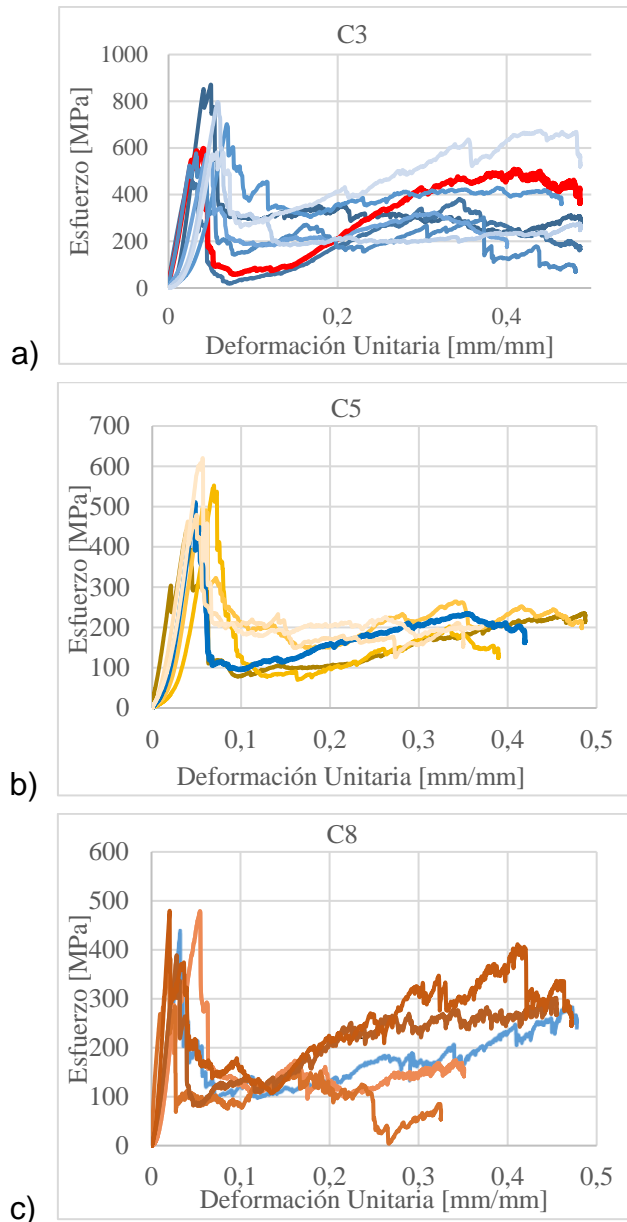 C3
Esfuerzo [MPa]
1000
800
600
400
200
0
0 0,2 0,4
Deformación Unitaria [mm/mm]
a)
C5
Esfuerzo [MPa]
700
600
500
400
300
200
100
0
0 0,1 0,2 0,3 0,4 0,5
Deformación Unitaria [mm/mm]
b)
C8
Esfuerzo [MPa]
600
500
400
300
200
100
0
0 0,1 0,2 0,3 0,4 0,5
Deformación Unitaria [mm/mm]
c)